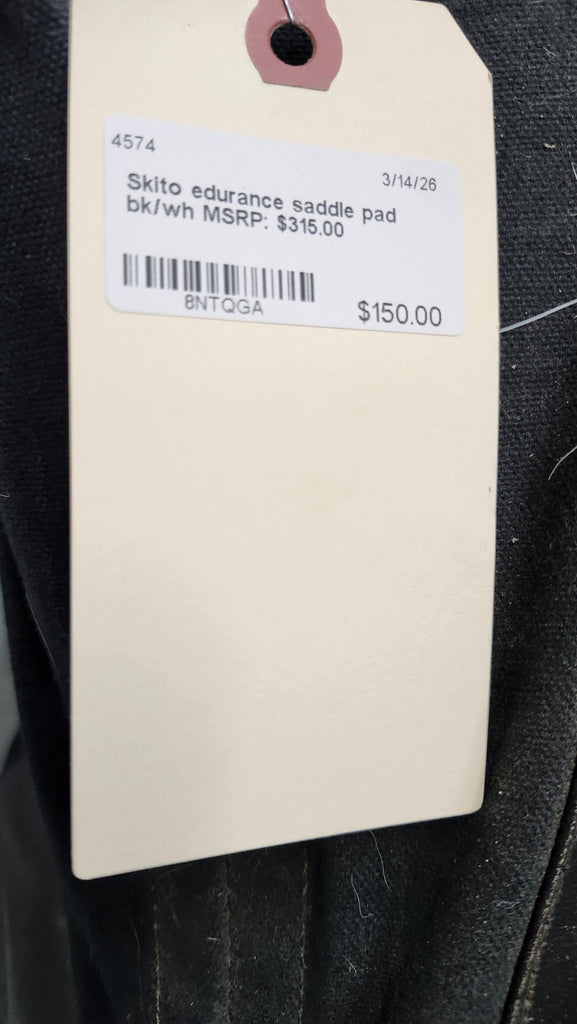 4574
3/14/26
Skito edurance saddle pad
bk/wh MSRP: $315.00
8NTQGA
$150.00